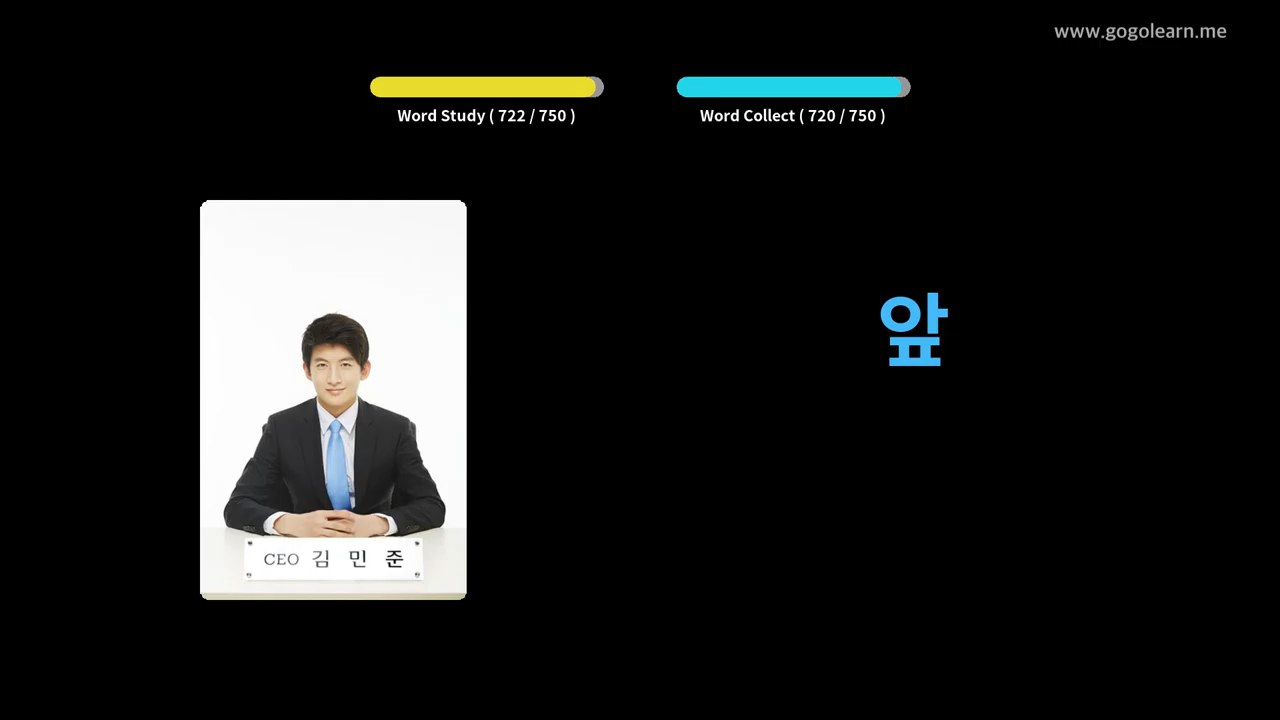 www.gogolearn.me
Word Study ( 722 / 750 )
Word Collect ( 720 / 750 )
앞
CEO 김 민 준